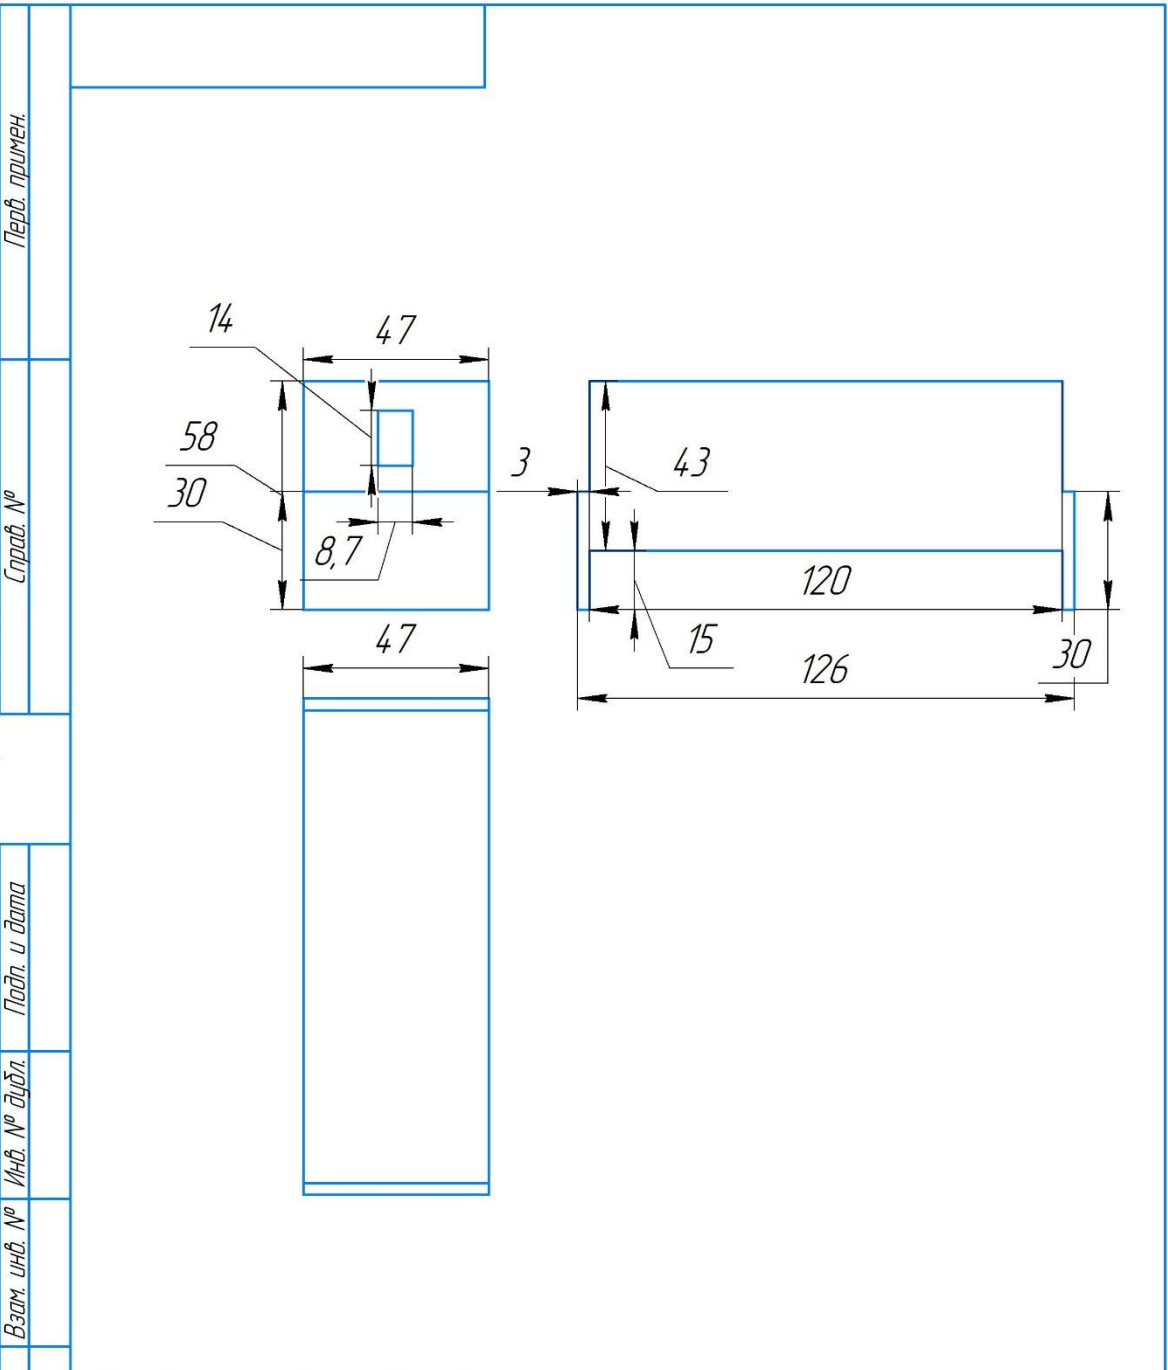 Перв. примен.
Справ. №
Подп. и дата
Инв. № дубл.
Взам. инв. №
14
47
58
30
8,7
47
3
43
120
15
126
30